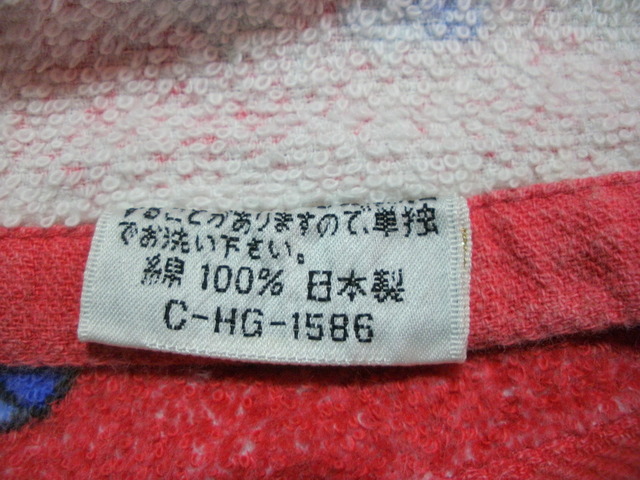 することがありますので、単独
でお洗い下さい。
綿 100% 日本製
C-HG-1586